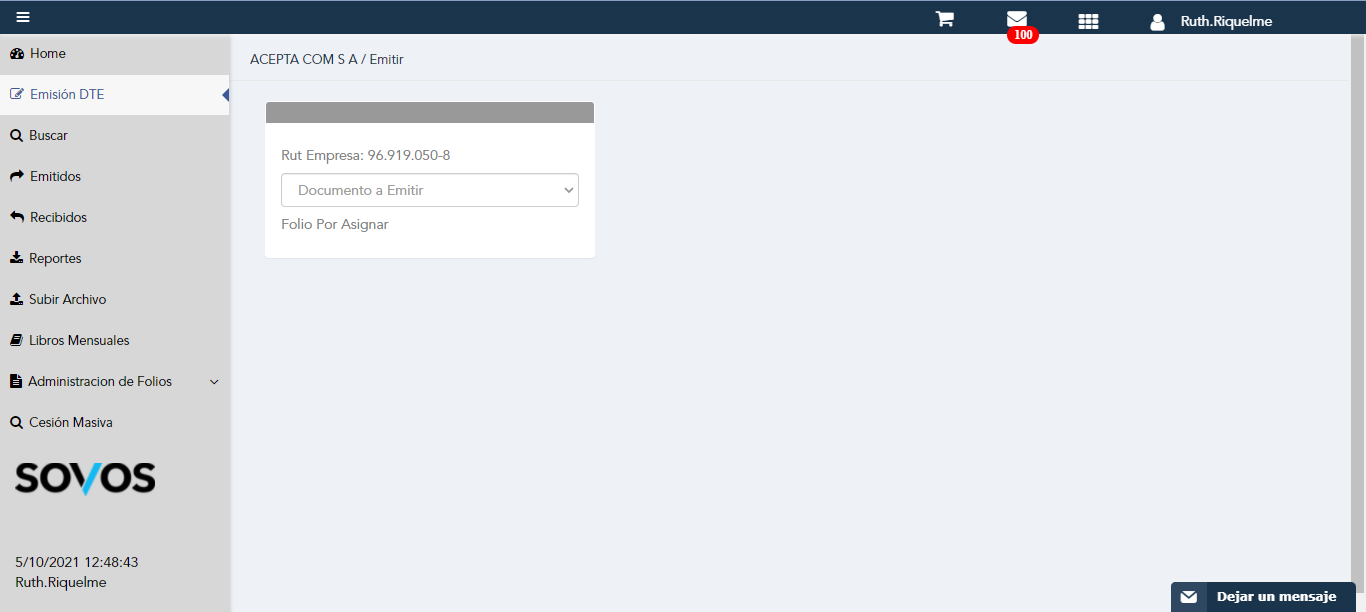 100
Ruth.Riquelme
Home
Emisión DTE
Buscar
Emitidos
Recibidos
Reportes
Subir Archivo
Libros Mensuales
Administracion de Folios
Cesión Masiva
SOVOS
5/10/2021 12:48:43
Ruth.Riquelme
ACEPTA COM S A / Emitir
Rut Empresa: 96.919.050-8
Documento a Emitir
Folio Por Asignar
Dejar un mensaje